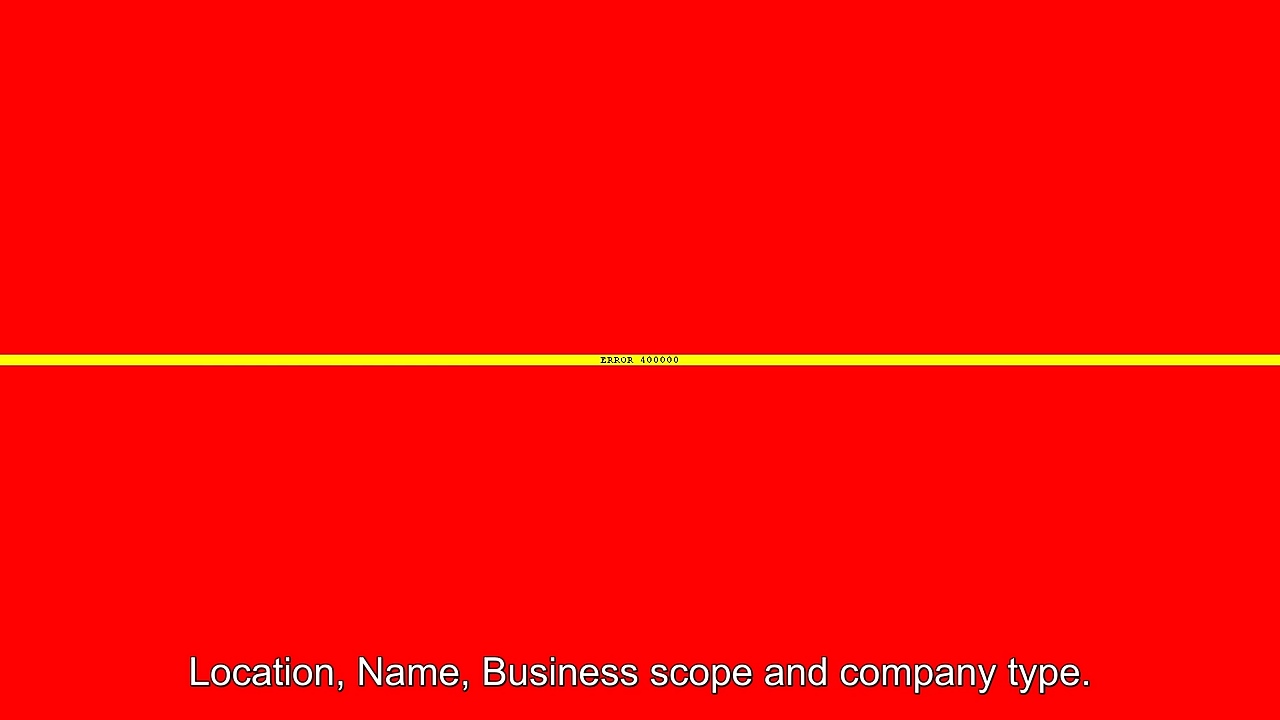 ERROR 400000
Location, Name, Business scope and company type.